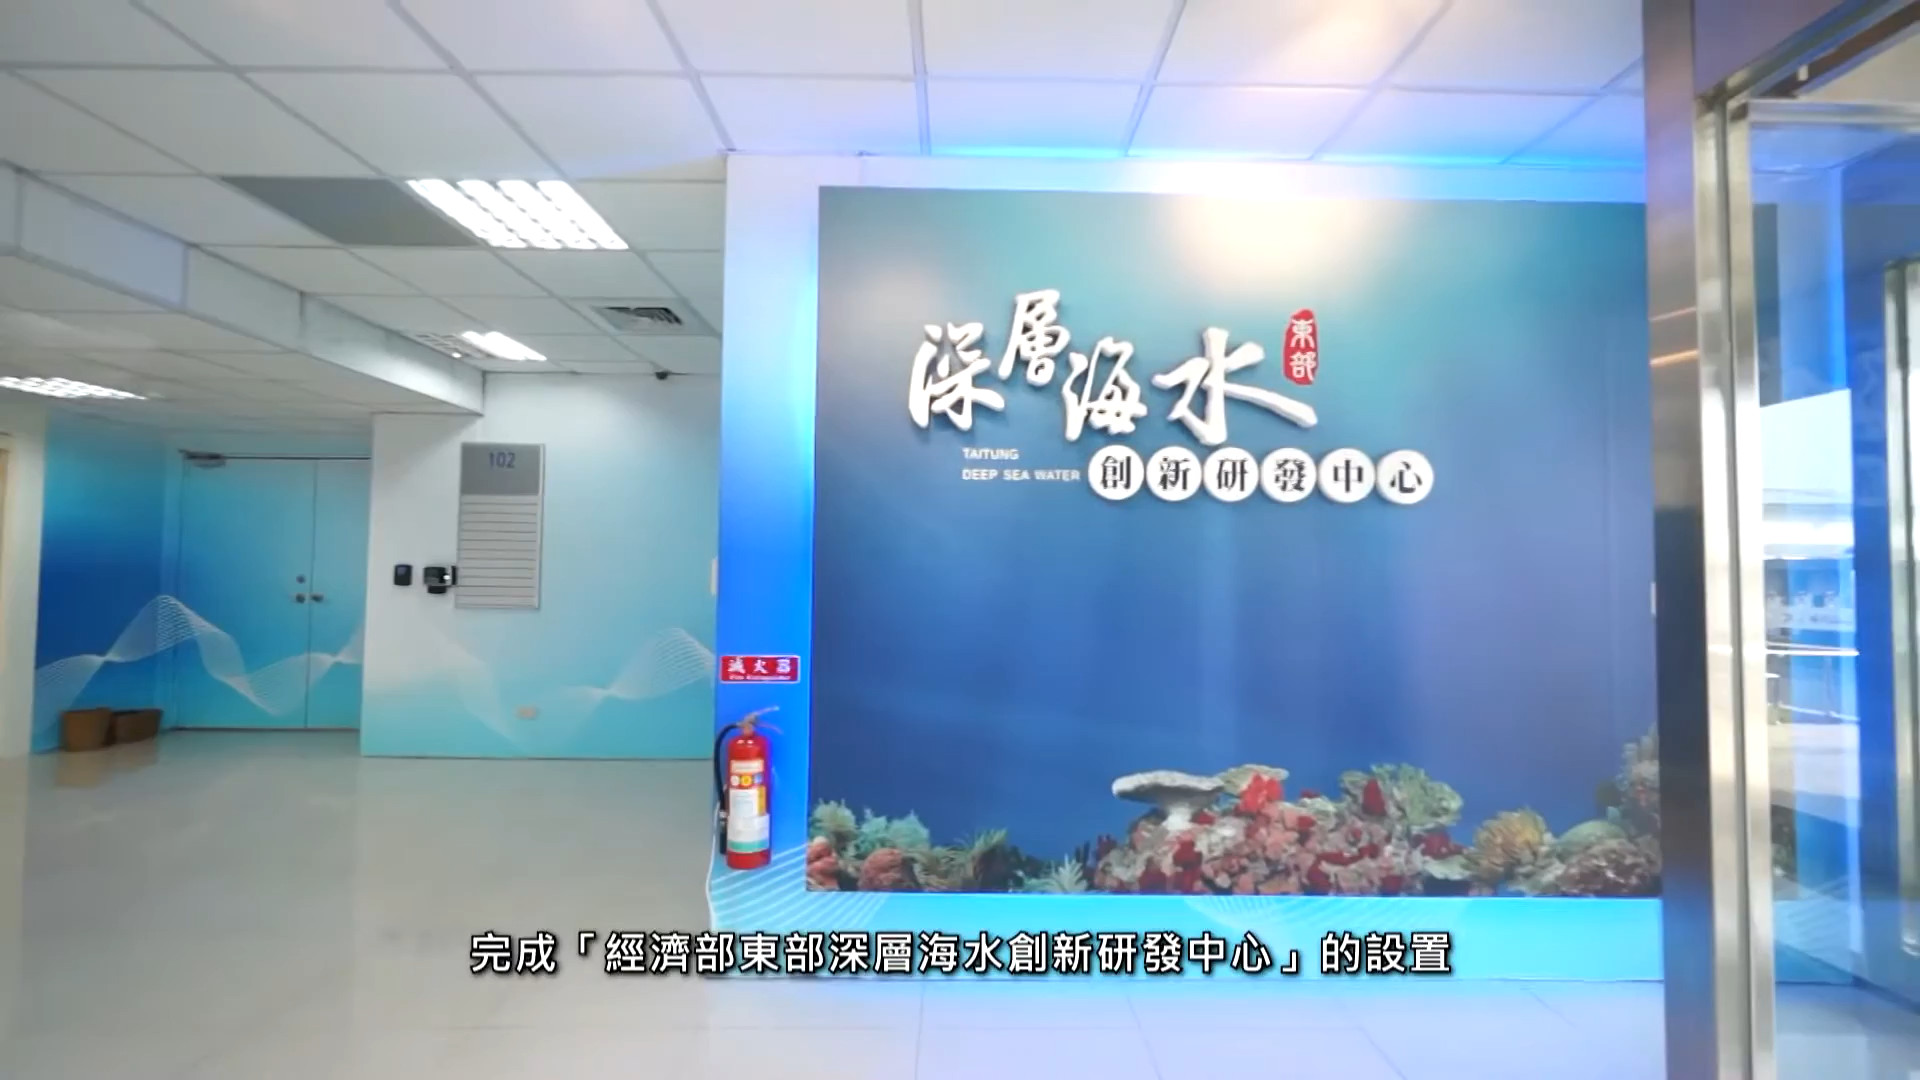 102
深層海水
東部
TAITUNG
DEEP SEA WATER
創新研發中心
滅火器
Fire Extinguisher
完成「經濟部東部深層海水創新研發中心」的設置